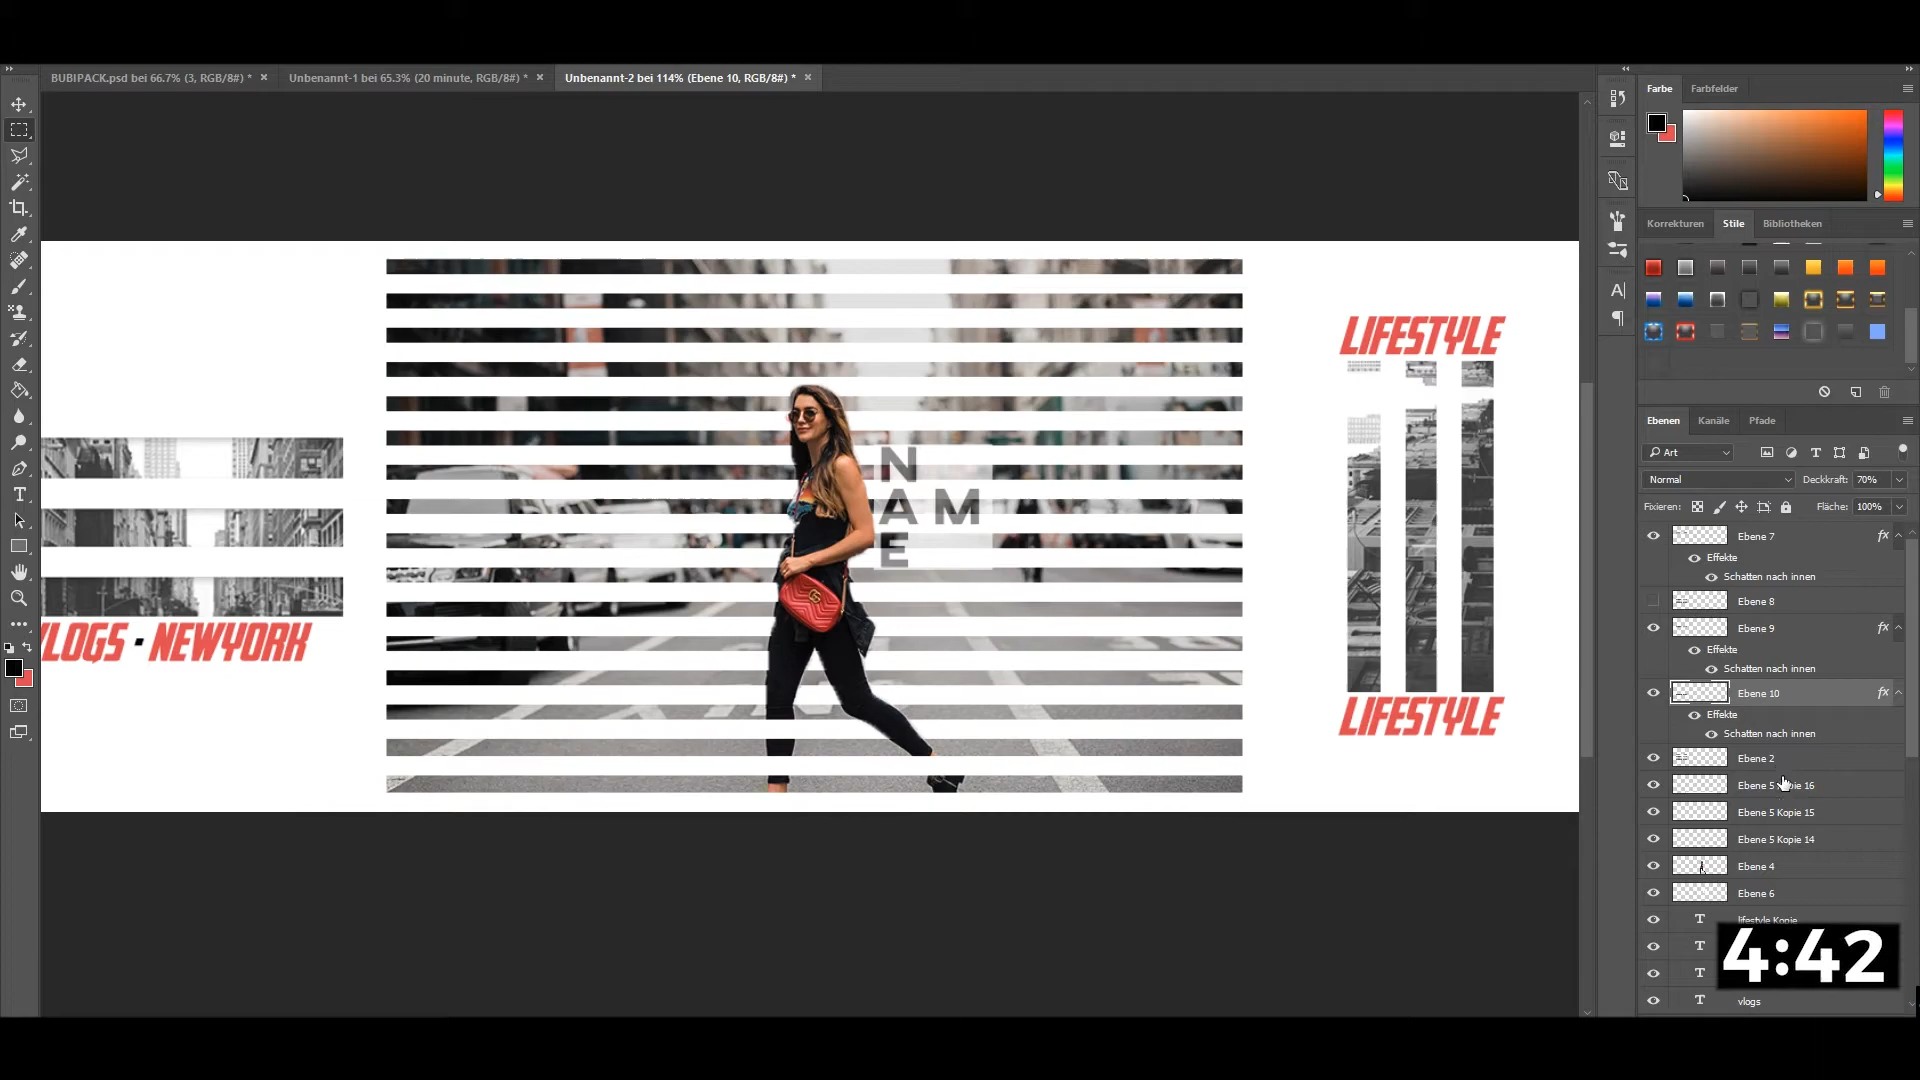 BUBIPACK.psd bei 66.7% (3, RGB/8#) *
Unbenannt-1 bei 65.3% (20 minute, RGB/8#) *
Unbenannt-2 bei 114% (Ebene 10, RGB/8#) *
Farbe
Farbfelder
Korrekturen
Stile
Bibliotheken
Ebenen
Kanäle
Pfade
Art
Normal
Deckkraft: 70%
Fixieren:
Fläche: 100%
Ebene 7
fx
Effekte
Schatten nach innen
Ebene 8
Ebene 9
fx
Effekte
Schatten nach innen
Ebene 10
fx
Effekte
Schatten nach innen
Ebene 2
Ebene 5 Kopie 16
Ebene 5 Kopie 15
Ebene 5 Kopie 14
Ebene 4
Ebene 6
lifestyle Kopie
vlogs
4:42
VLOGS · NEWYORK
N
A M
E
LIFESTYLE
LIFESTYLE